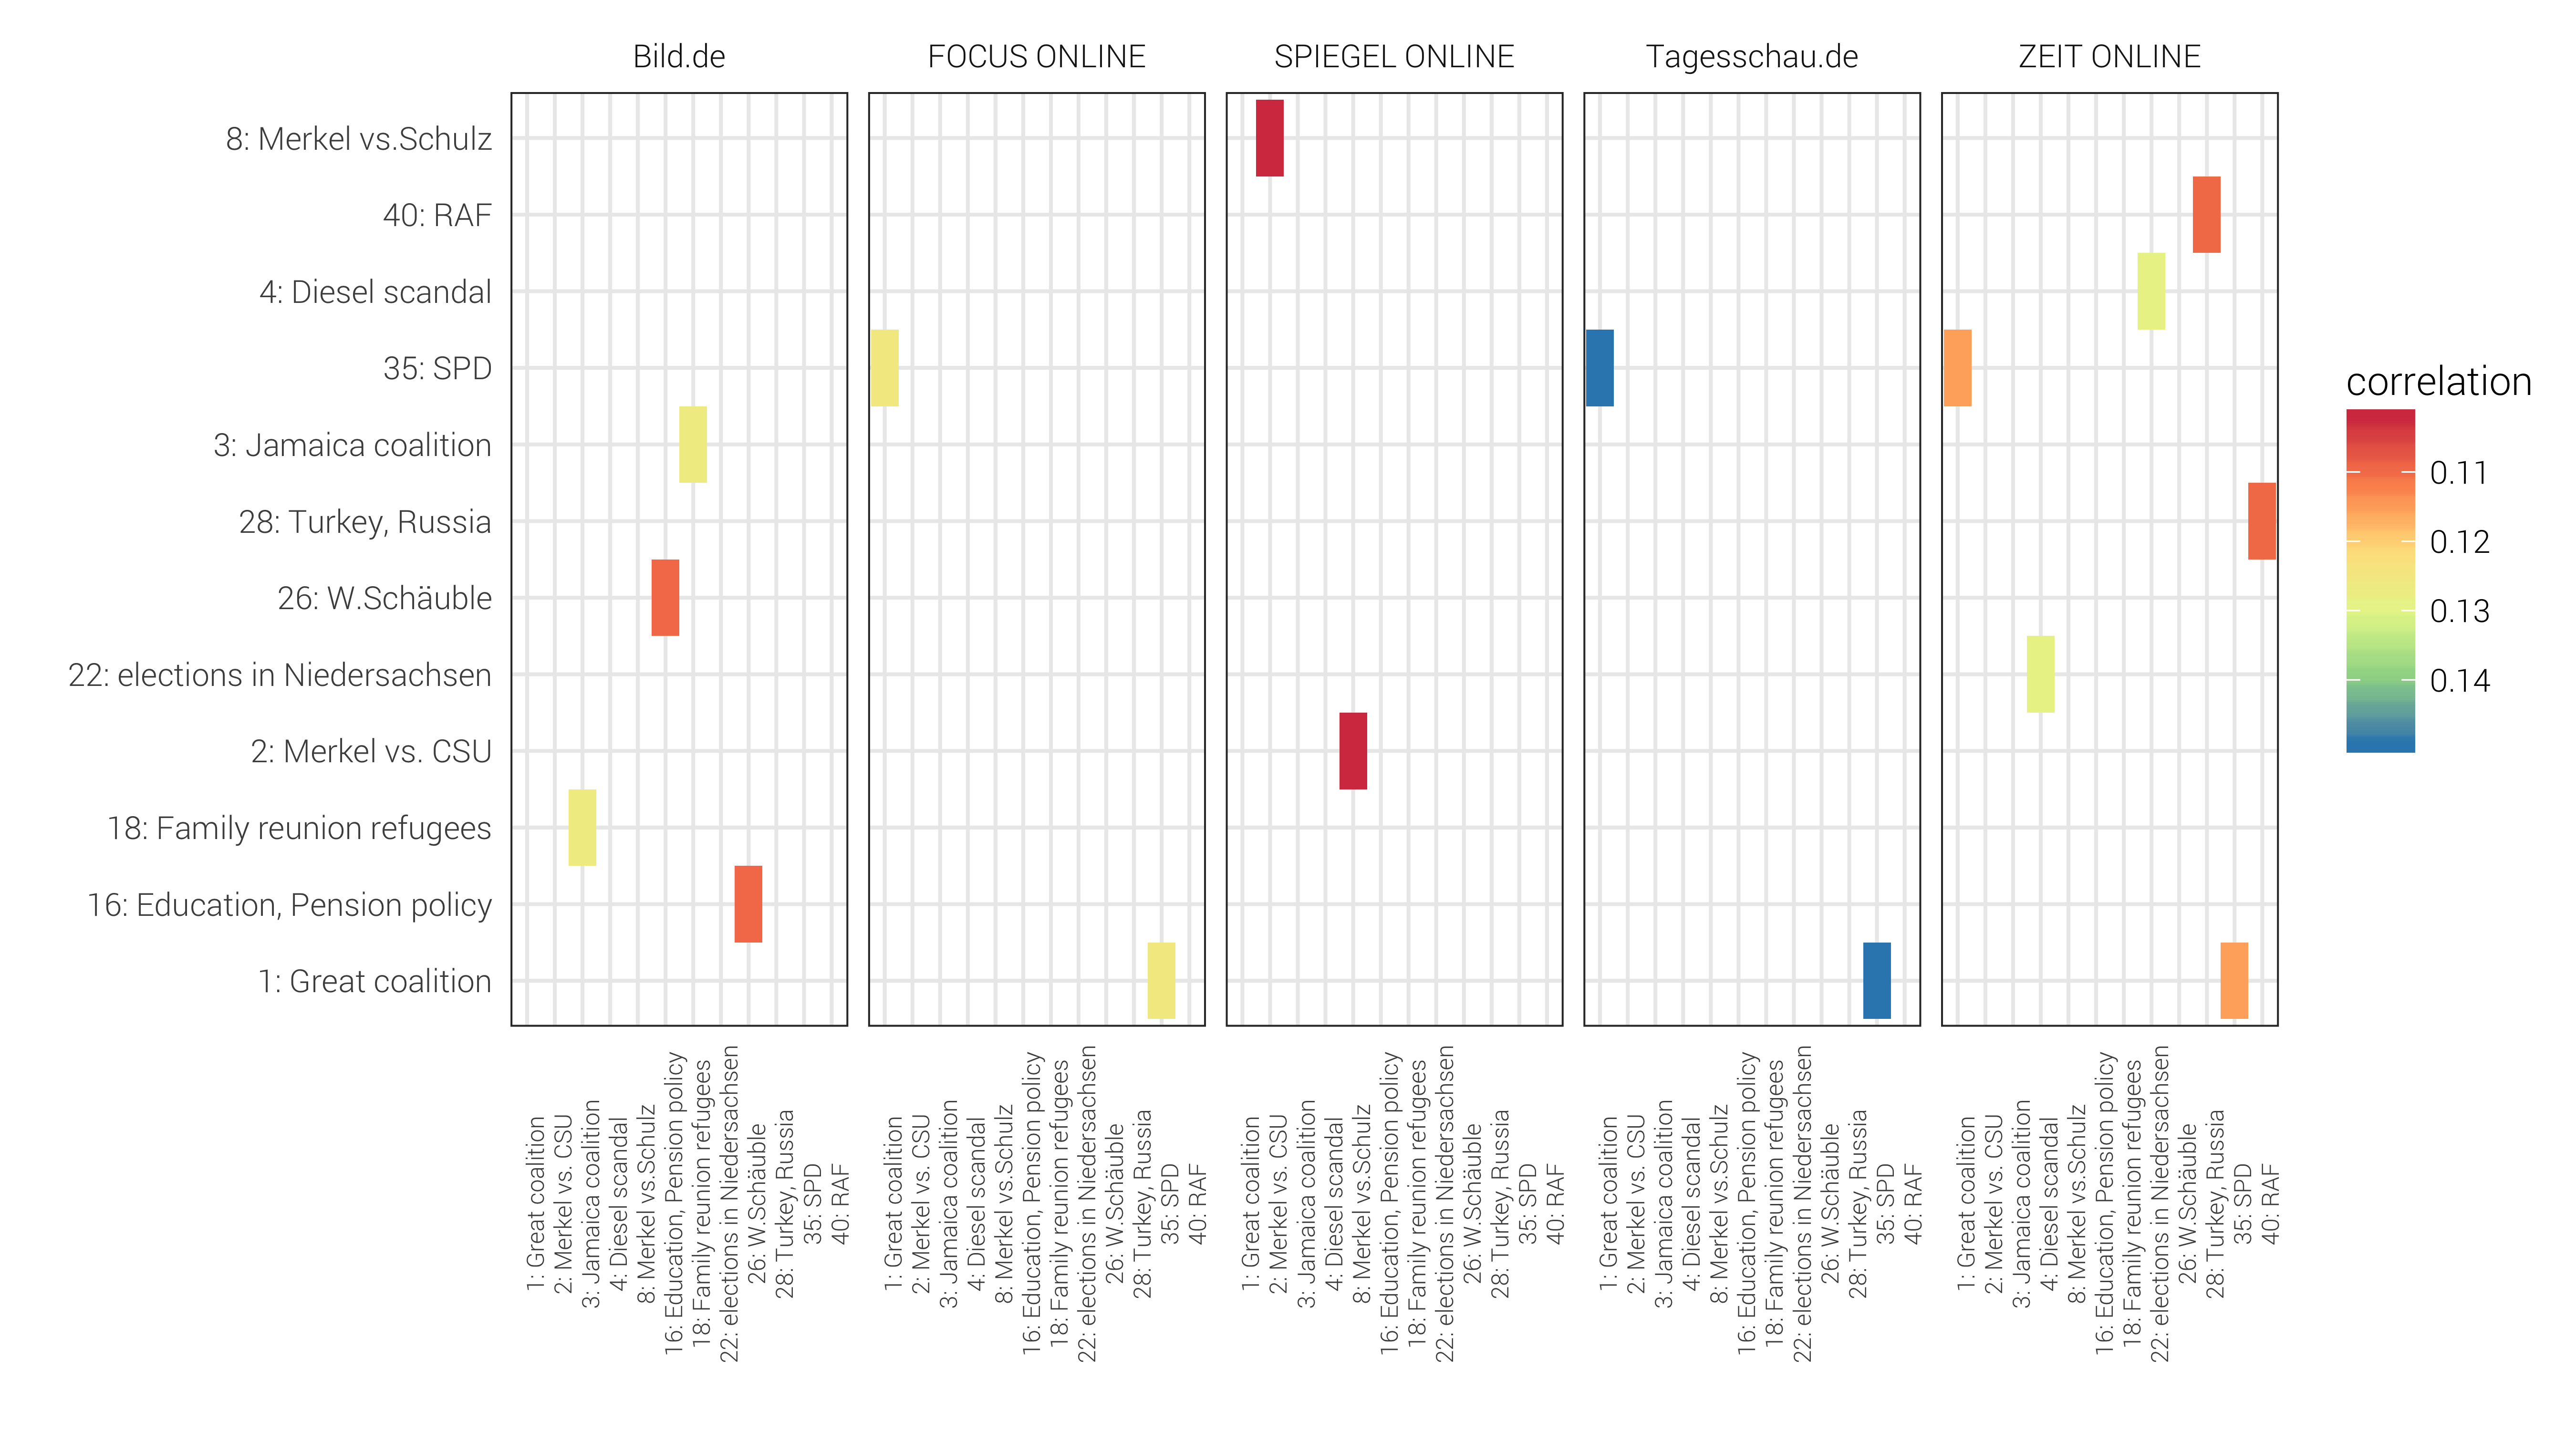 Bild.de
FOCUS ONLINE
SPIEGEL ONLINE
Tagesschau.de
ZEIT ONLINE
8: Merkel vs.Schulz
40: RAF
4: Diesel scandal
35: SPD
3: Jamaica coalition
28: Turkey, Russia
26: W.Schäuble
22: elections in Niedersachsen
2: Merkel vs. CSU
18: Family reunion refugees
16: Education, Pension policy
1: Great coalition
1: Great coalition
2: Merkel vs. CSU
3: Jamaica coalition
4: Diesel scandal
8: Merkel vs.Schulz
16: Education, Pension policy
18: Family reunion refugees
22: elections in Niedersachsen
26: W.Schäuble
28: Turkey, Russia
35: SPD
40: RAF
1: Great coalition
2: Merkel vs. CSU
3: Jamaica coalition
4: Diesel scandal
8: Merkel vs.Schulz
16: Education, Pension policy
18: Family reunion refugees
22: elections in Niedersachsen
26: W.Schäuble
28: Turkey, Russia
35: SPD
40: RAF
1: Great coalition
2: Merkel vs. CSU
3: Jamaica coalition
4: Diesel scandal
8: Merkel vs.Schulz
16: Education, Pension policy
18: Family reunion refugees
22: elections in Niedersachsen
26: W.Schäuble
28: Turkey, Russia
35: SPD
40: RAF
1: Great coalition
2: Merkel vs. CSU
3: Jamaica coalition
4: Diesel scandal
8: Merkel vs.Schulz
16: Education, Pension policy
18: Family reunion refugees
22: elections in Niedersachsen
26: W.Schäuble
28: Turkey, Russia
35: SPD
40: RAF
1: Great coalition
2: Merkel vs. CSU
3: Jamaica coalition
4: Diesel scandal
8: Merkel vs.Schulz
16: Education, Pension policy
18: Family reunion refugees
22: elections in Niedersachsen
26: W.Schäuble
28: Turkey, Russia
35: SPD
40: RAF
correlation
0.11
0.12
0.13
0.14